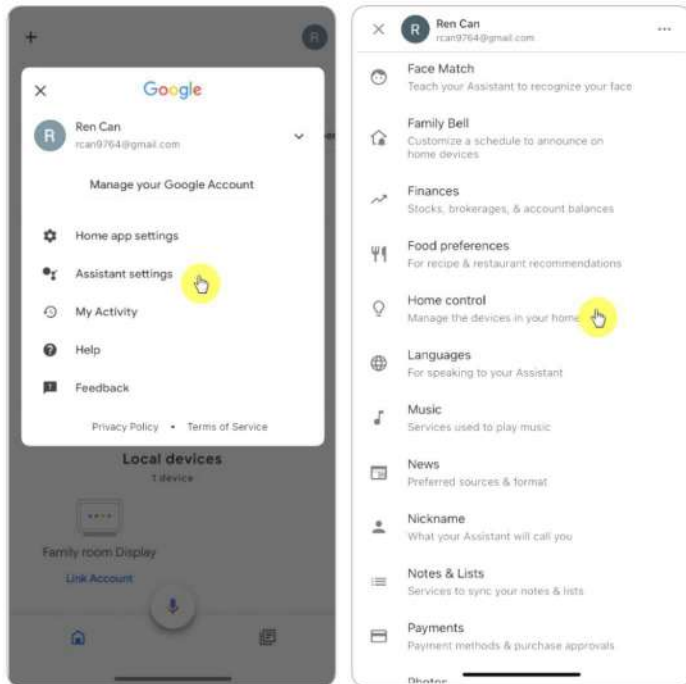 R
Google
R
Ren Can
rcan9764@gmail.com
Manage your Google Account
Home app settings
Assistant settings
My Activity
Help
Feedback
Privacy Policy • Terms of Service
Local devices
1 device
Family room Display
Link Account
R
Ren Can
rcan9764@gmail.com
Face Match
Teach your Assistant to recognize your face
Family Bell
Customize a schedule to announce on
home devices
Finances
Stocks, brokerages, & account balances
Food preferences
For recipe & restaurant recommendations
Home control
Manage the devices in your home
Languages
For speaking to your Assistant
Music
Services used to play music
News
Preferred sources & format
Nickname
What your Assistant will call you
Notes & Lists
Services to sync your notes & lists
Payments
Payment methods & purchase approvals
Photos